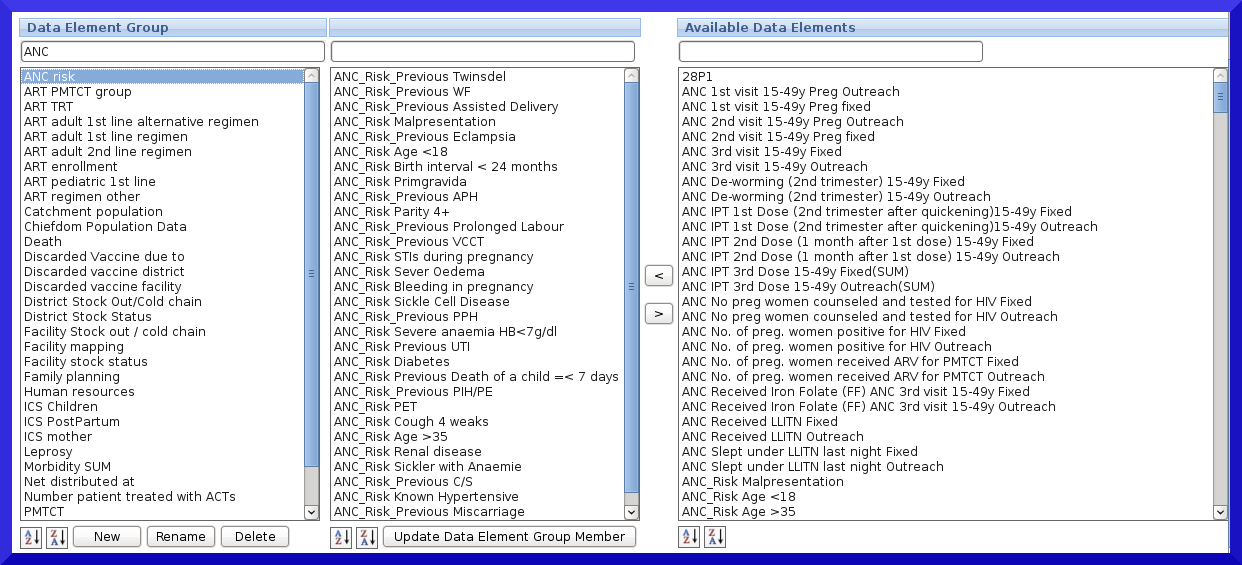 Data Element Group
ANC
ANC risk
ART PMTCT group
ART TRT
ART adult 1st line alternative regimen
ART adult 1st line regimen
ART adult 2nd line regimen
ART enrollment
ART pediatric 1st line
ART regimen other
Catchment population
Chiefdom Population Data
Death
Discarded Vaccine due to
Discarded vaccine district
Discarded vaccine facility
District Stock Out/Cold chain
District Stock Status
Facility Stock out / cold chain
Facility mapping
Facility stock status
Family planning
Human resources
ICS Children
ICS PostPartum
ICS mother
Leprosy
Morbidity SUM
Net distributed at
Number patient treated with ACTs
PMTCT
A Z
Z A
New
Rename
Delete
ANC_Risk_Previous Twinsdel
ANC_Risk_Previous WF
ANC_Risk_Previous Assisted Delivery
ANC_Risk Malpresentation
ANC_Risk_Previous Eclampsia
ANC_Risk Age <18
ANC_Risk Birth interval < 24 months
ANC_Risk Primgravida
ANC_Risk_Previous APH
ANC_Risk Parity 4+
ANC_Risk_Previous Prolonged Labour
ANC_Risk_Previous VCCT
ANC_Risk STIs during pregnancy
ANC_Risk Sever Oedema
ANC_Risk Bleeding in pregnancy
ANC_Risk Sickle Cell Disease
ANC_Risk_Previous PPH
ANC_Risk Severe anaemia HB<7g/dl
ANC_Risk Previous UTI
ANC_Risk Diabetes
ANC_Risk Previous Death of a child =< 7 days
ANC_Risk_Previous PIH/PE
ANC_Risk PET
ANC_Risk Cough 4 weeks
ANC_Risk Age >35
ANC_Risk Renal disease
ANC_Risk Sickler with Anaemie
ANC_Risk_Previous C/S
ANC_Risk Known Hypertensive
ANC_Risk_Previous Miscarriage
A Z
Z A
Update Data Element Group Member
<
>
Available Data Elements
28P1
ANC 1st visit 15-49y Preg Outreach
ANC 1st visit 15-49y Preg fixed
ANC 2nd visit 15-49y Preg Outreach
ANC 2nd visit 15-49y Preg fixed
ANC 3rd visit 15-49y Fixed
ANC 3rd visit 15-49y Outreach
ANC De-worming (2nd trimester) 15-49y Fixed
ANC De-worming (2nd trimester) 15-49y Outreach
ANC IPT 1st Dose (2nd trimester after quickening)15-49y Fixed
ANC IPT 1st Dose (2nd trimester after quickening)15-49y Outreach
ANC IPT 2nd Dose (1 month after 1st dose) 15-49y Fixed
ANC IPT 2nd Dose (1 month after 1st dose) 15-49y Outreach
ANC IPT 3rd Dose 15-49y Fixed(SUM)
ANC IPT 3rd Dose 15-49y Outreach(SUM)
ANC No preg women counseled and tested for HIV Fixed
ANC No preg women counseled and tested for HIV Outreach
ANC No. of preg. women positive for HIV Fixed
ANC No. of preg. women positive for HIV Outreach
ANC No. of preg. women received ARV for PMTCT Fixed
ANC No. of preg. women received ARV for PMTCT Outreach
ANC Received Iron Folate (FF) ANC 3rd visit 15-49y Fixed
ANC Received Iron Folate (FF) ANC 3rd visit 15-49y Outreach
ANC Received LLITN Fixed
ANC Received LLITN Outreach
ANC Slept under LLITN last night Fixed
ANC Slept under LLITN last night Outreach
ANC_Risk Malpresentation
ANC_Risk Age <18
ANC_Risk Age >35
A Z
Z A